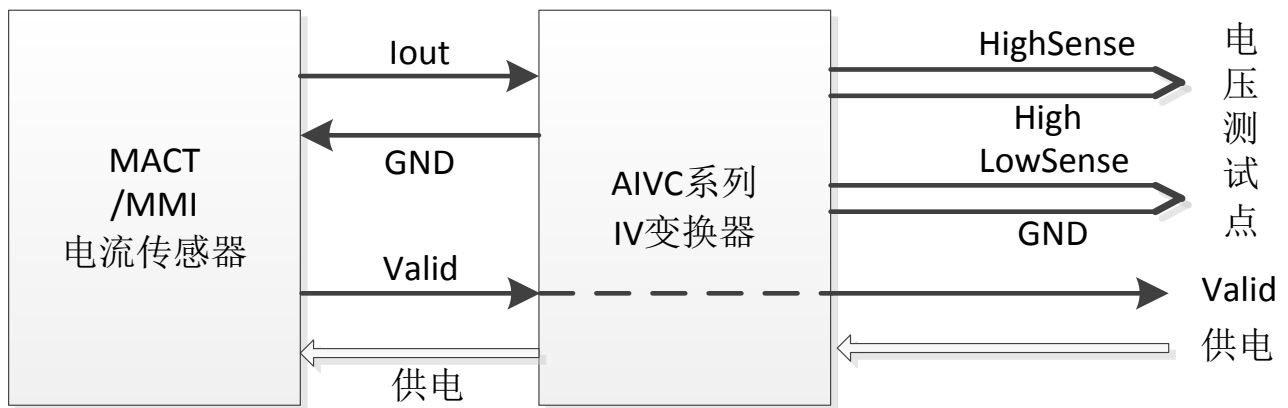 MACT
/MMI
电流传感器
Iout
GND
Valid
供电
AIVC系列
IV变换器
HighSense
High
LowSense
GND
电压测试点
Valid
供电